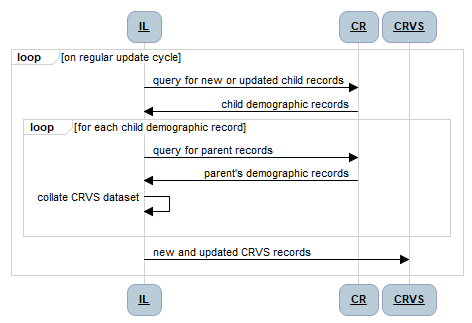 IL CR CRVS
loop [on regular update cycle]
query for new or updated child records
child demographic records
loop [for each child demographic record]
query for parent records
parent's demographic records
collate CRVS dataset
new and updated CRVS records
IL CR CRVS